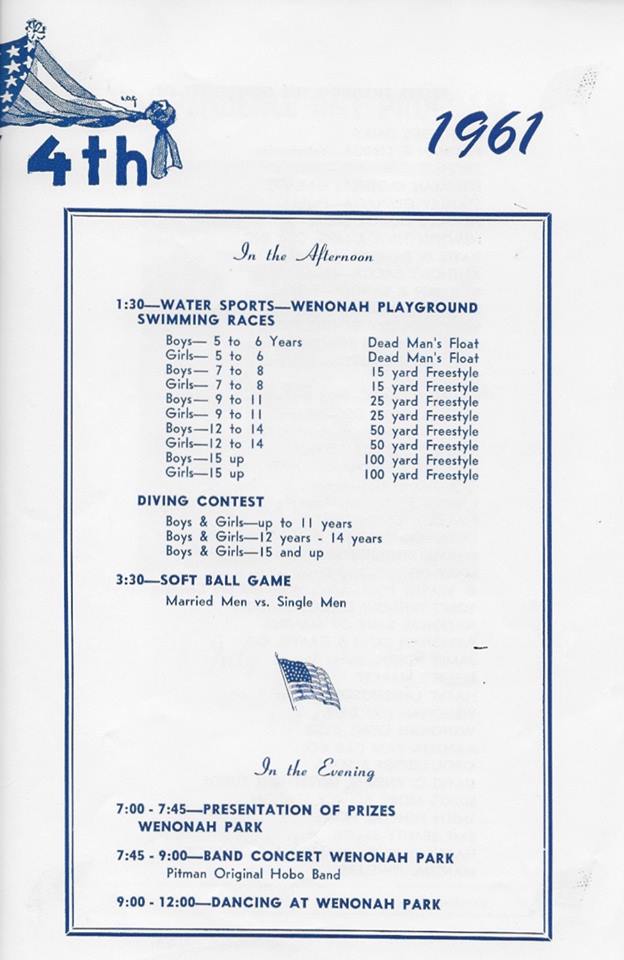 4th
1961
In the Afternoon
1:30—WATER SPORTS—WENONAH PLAYGROUND
SWIMMING RACES
Boys— 5 to 6 Years Dead Man's Float
Girls— 5 to 6 Dead Man's Float
Boys— 7 to 8 15 yard Freestyle
Girls— 7 to 8 15 yard Freestyle
Boys— 9 to 11 25 yard Freestyle
Girls— 9 to 11 25 yard Freestyle
Boys—12 to 14 50 yard Freestyle
Girls—12 to 14 50 yard Freestyle
Boys—15 up 100 yard Freestyle
Girls—15 up 100 yard Freestyle
DIVING CONTEST
Boys & Girls—up to 11 years
Boys & Girls—12 years - 14 years
Boys & Girls—15 and up
3:30—SOFT BALL GAME
Married Men vs. Single Men
In the Evening
7:00 - 7:45—PRESENTATION OF PRIZES
WENONAH PARK
7:45 - 9:00—BAND CONCERT WENONAH PARK
Pitman Original Hobo Band
9:00 - 12:00—DANCING AT WENONAH PARK